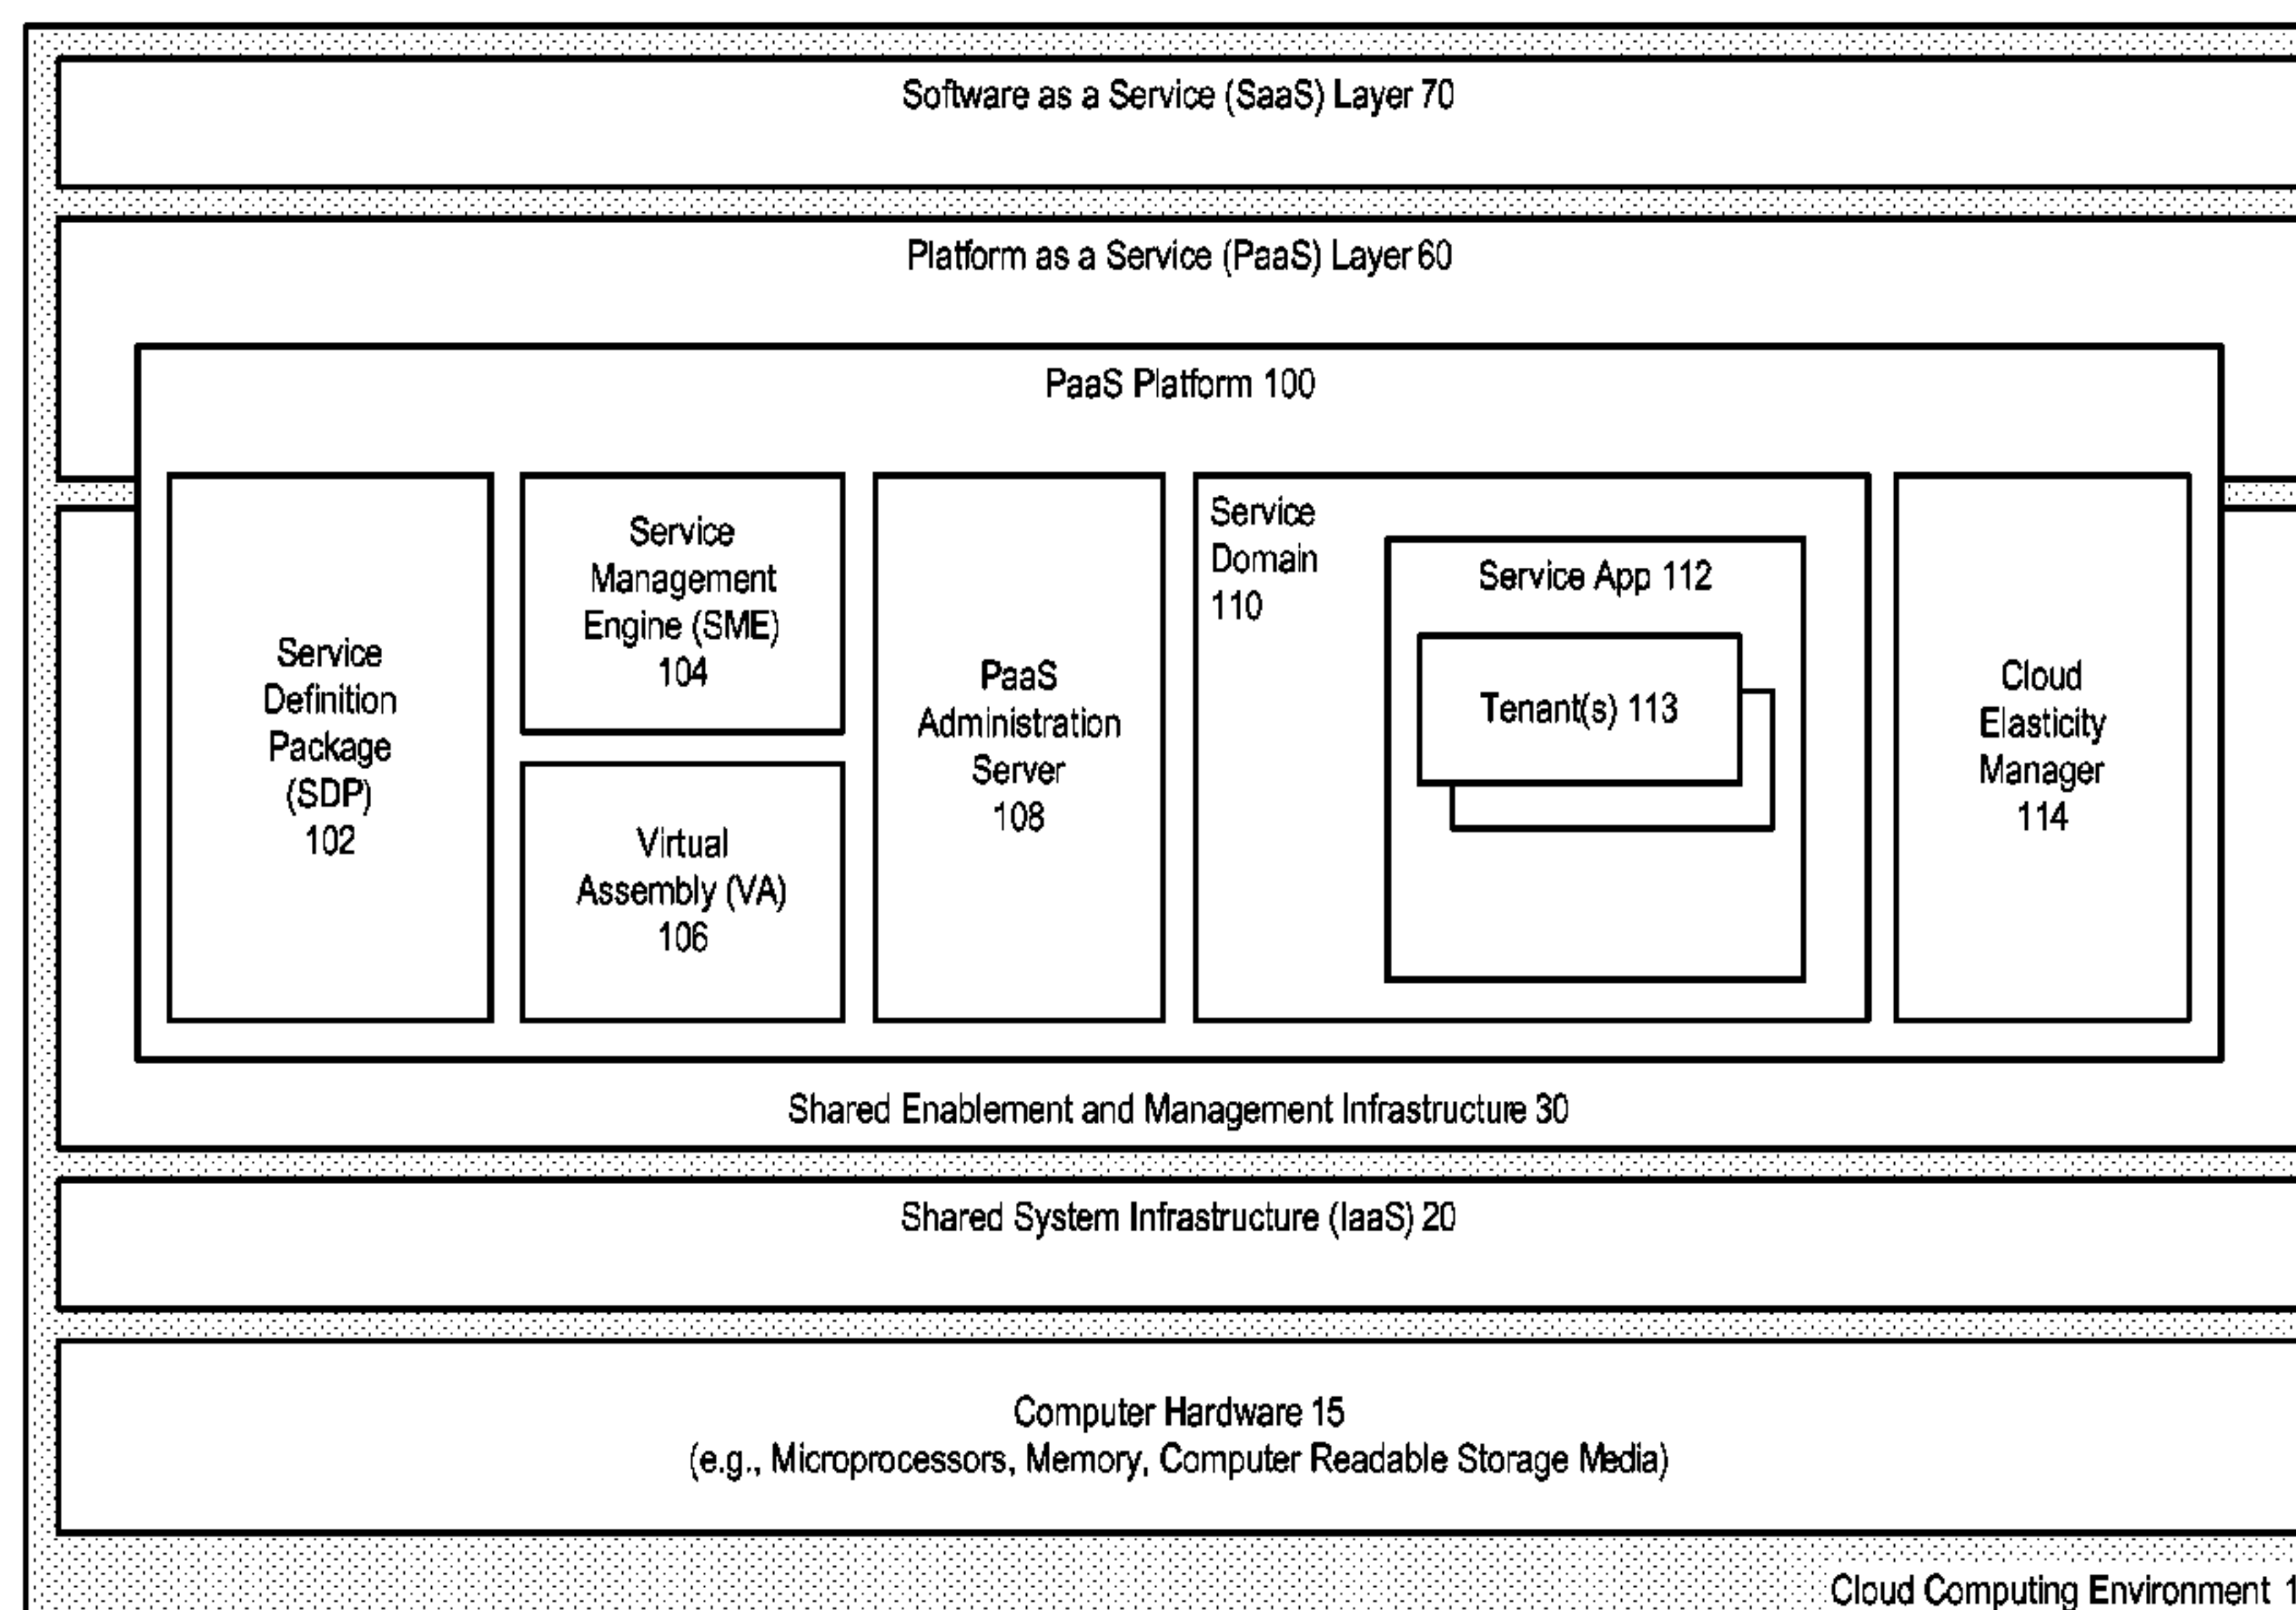 Software as a Service (SaaS) Layer 70
Platform as a Service (PaaS) Layer 60
PaaS Platform 100
Service
Definition
Package
(SDP)
102
Service
Management
Engine (SME)
104
Virtual
Assembly (VA)
106
PaaS
Administration
Server
108
Service
Domain
110
Service App 112
Tenant(s) 113
Cloud
Elasticity
Manager
114
Shared Enablement and Management Infrastructure 30
Shared System Infrastructure (IaaS) 20
Computer Hardware 15
(e.g., Microprocessors, Memory, Computer Readable Storage Media)
Cloud Computing Environment